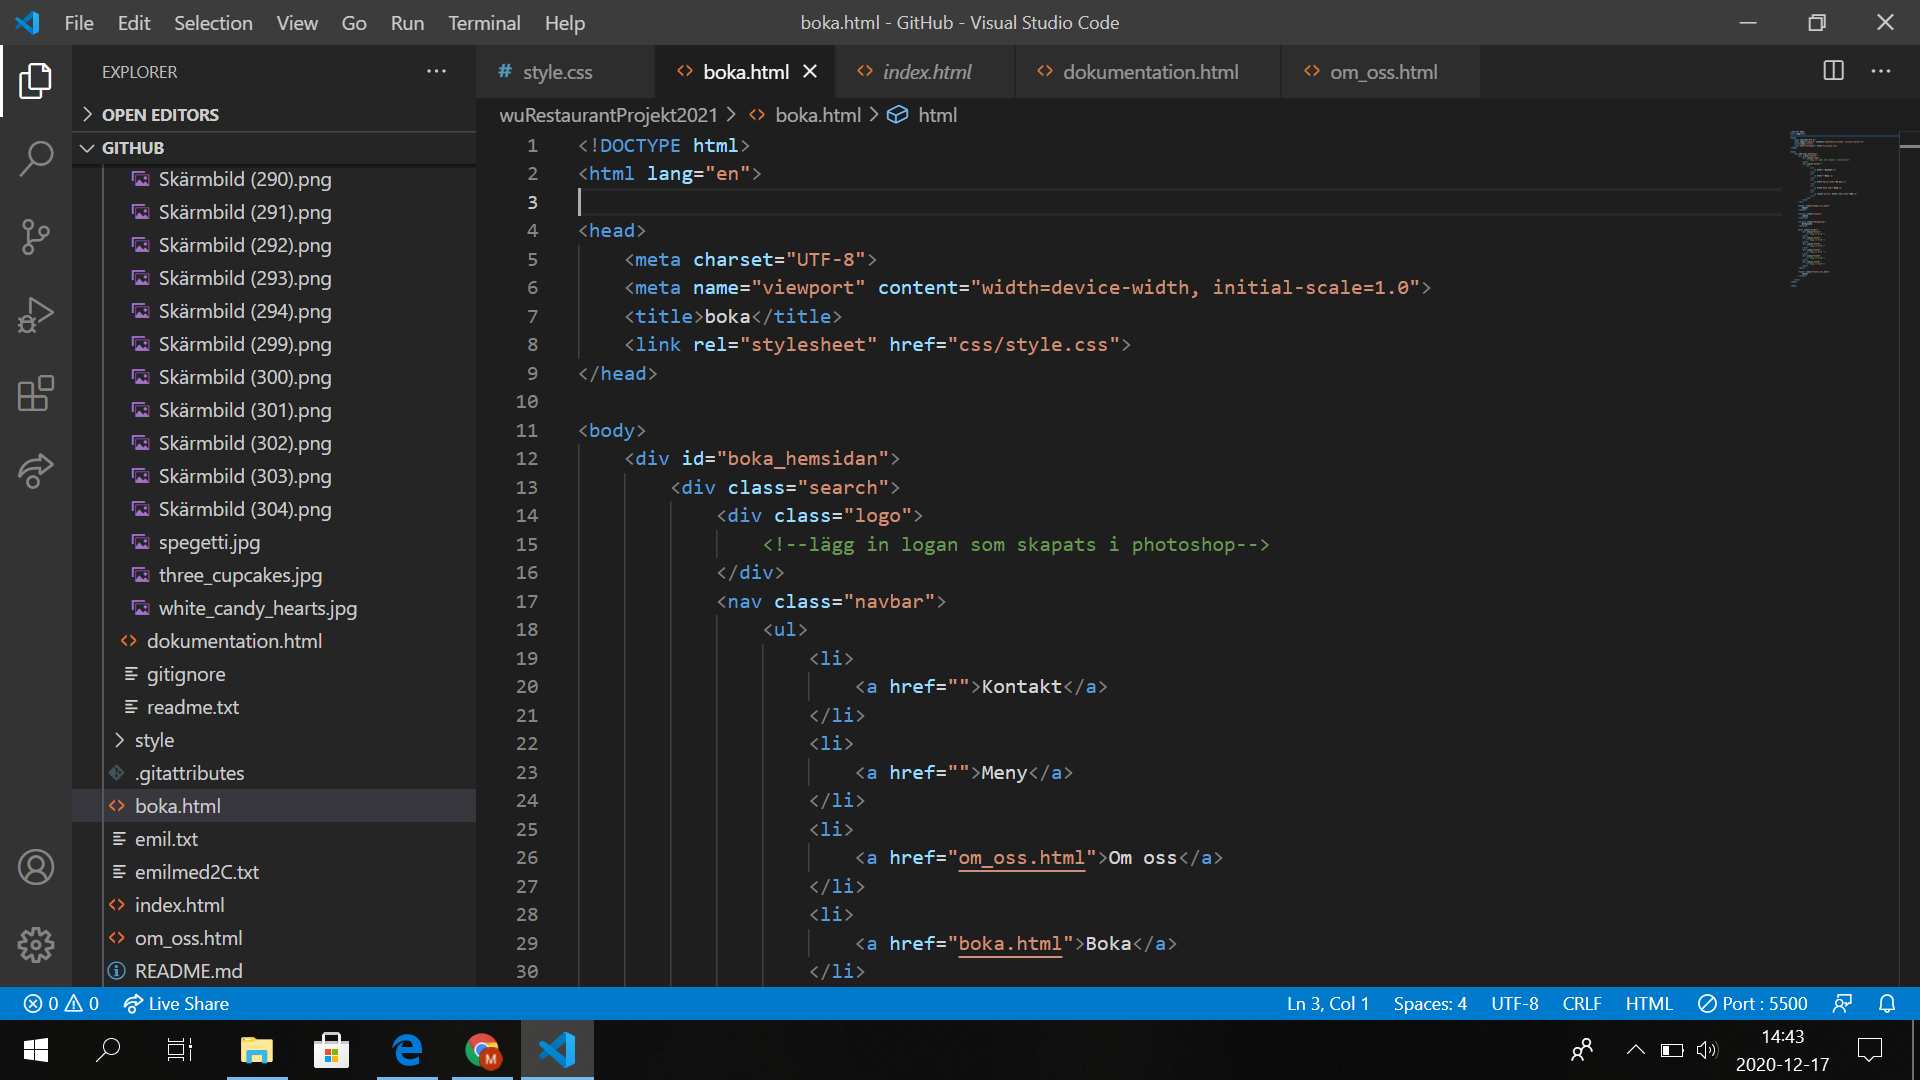 File Edit Selection View Go Run Terminal Help
boka.html - GitHub - Visual Studio Code
EXPLORER
OPEN EDITORS
GITHUB
Skärmbild (290).png
Skärmbild (291).png
Skärmbild (292).png
Skärmbild (293).png
Skärmbild (294).png
Skärmbild (299).png
Skärmbild (300).png
Skärmbild (301).png
Skärmbild (302).png
Skärmbild (303).png
Skärmbild (304).png
spegetti.jpg
three_cupcakes.jpg
white_candy_hearts.jpg
dokumentation.html
gitignore
readme.txt
style
.gitattributes
boka.html
emil.txt
emilmed2C.txt
index.html
om_oss.html
README.md
# style.css
<> boka.html
<> index.html
<> dokumentation.html
<> om_oss.html
wuRestaurantProjekt2021 > <> boka.html > html
1 <!DOCTYPE html>
2 <html lang="en">
3
4 <head>
5     <meta charset="UTF-8">
6     <meta name="viewport" content="width=device-width, initial-scale=1.0">
7     <title>boka</title>
8     <link rel="stylesheet" href="css/style.css">
9 </head>
10
11 <body>
12     <div id="boka_hemsidan">
13         <div class="search">
14             <div class="logo">
15                 <!--lägg in logan som skapats i photoshop-->
16             </div>
17             <nav class="navbar">
18                 <ul>
19                     <li>
20                         <a href="">Kontakt</a>
21                     </li>
22                     <li>
23                         <a href="">Meny</a>
24                     </li>
25                     <li>
26                         <a href="om_oss.html">Om oss</a>
27                     </li>
28                     <li>
29                         <a href="boka.html">Boka</a>
30                     </li>
0 0 Live Share
Ln 3, Col 1 Spaces: 4 UTF-8 CRLF HTML Port : 5500
M
14:43
2020-12-17